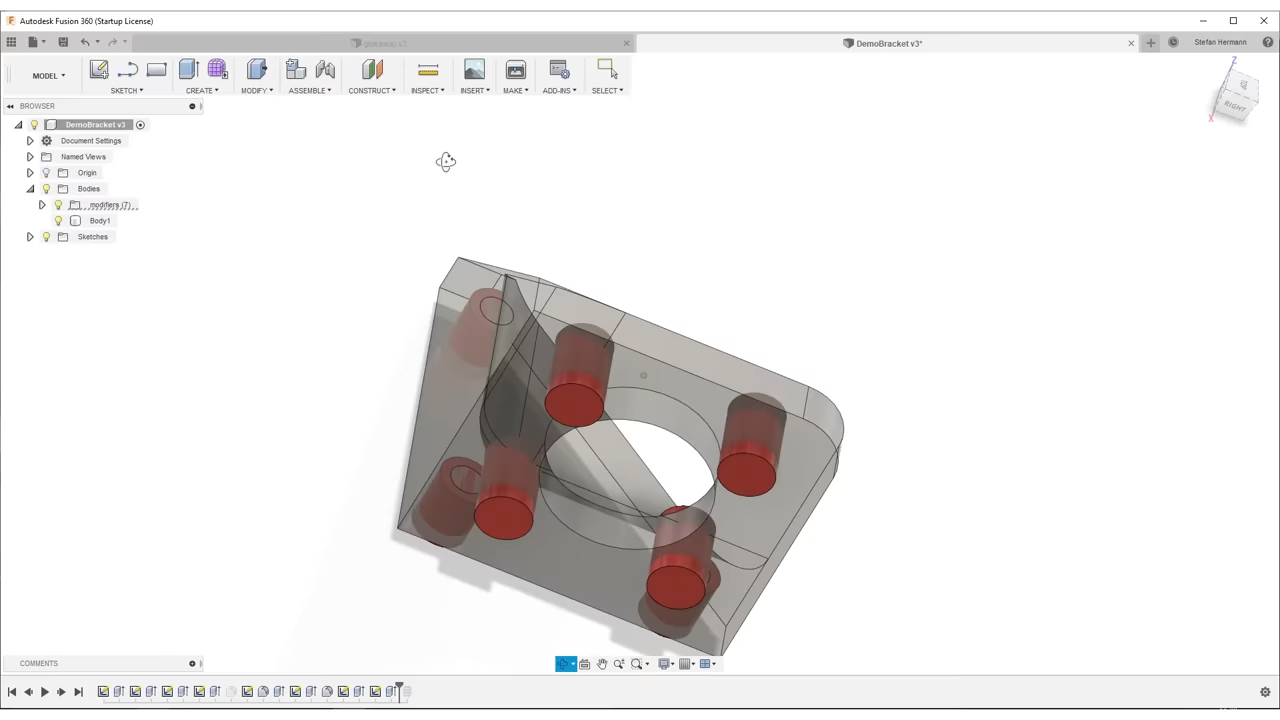 Autodesk Fusion 360 (Startup License)
DemoBracket v3*
Stefan Hermann
MODEL
SKETCH
CREATE
MODIFY
ASSEMBLE
CONSTRUCT
INSPECT
INSERT
MAKE
ADD-INS
SELECT
BROWSER
DemoBracket v3
Document Settings
Named Views
Origin
Bodies
modifiers (7)
Body1
Sketches
Z
RIGHT
X
COMMENTS